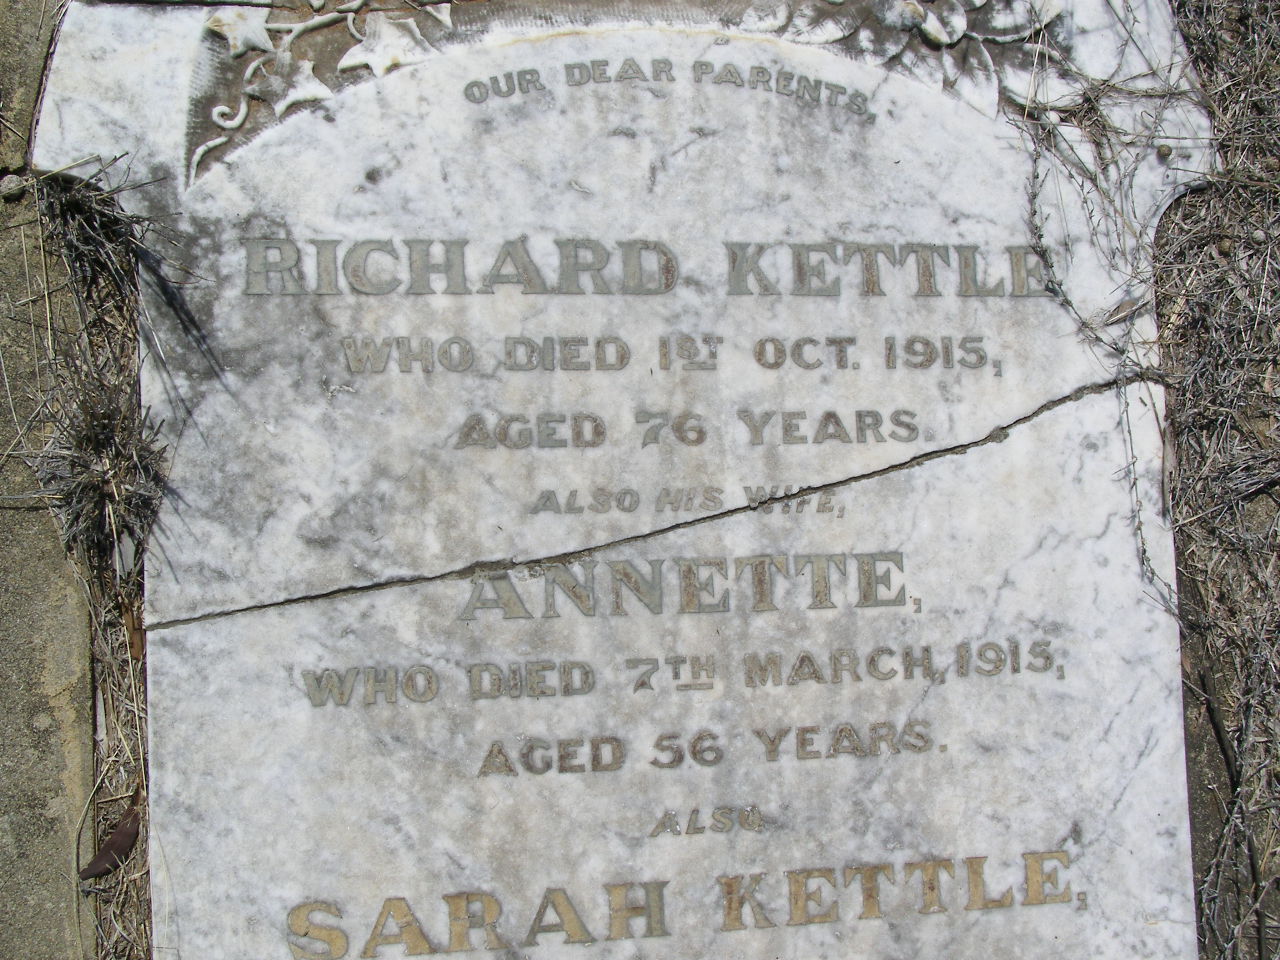 OUR DEAR PARENTS
RICHARD KETTLE
WHO DIED 1ST OCT. 1915,
AGED 76 YEARS.
ALSO HIS WIFE,
ANNETTE,
WHO DIED 7TH MARCH, 1915,
AGED 56 YEARS.
ALSO
SARAH KETTLE,